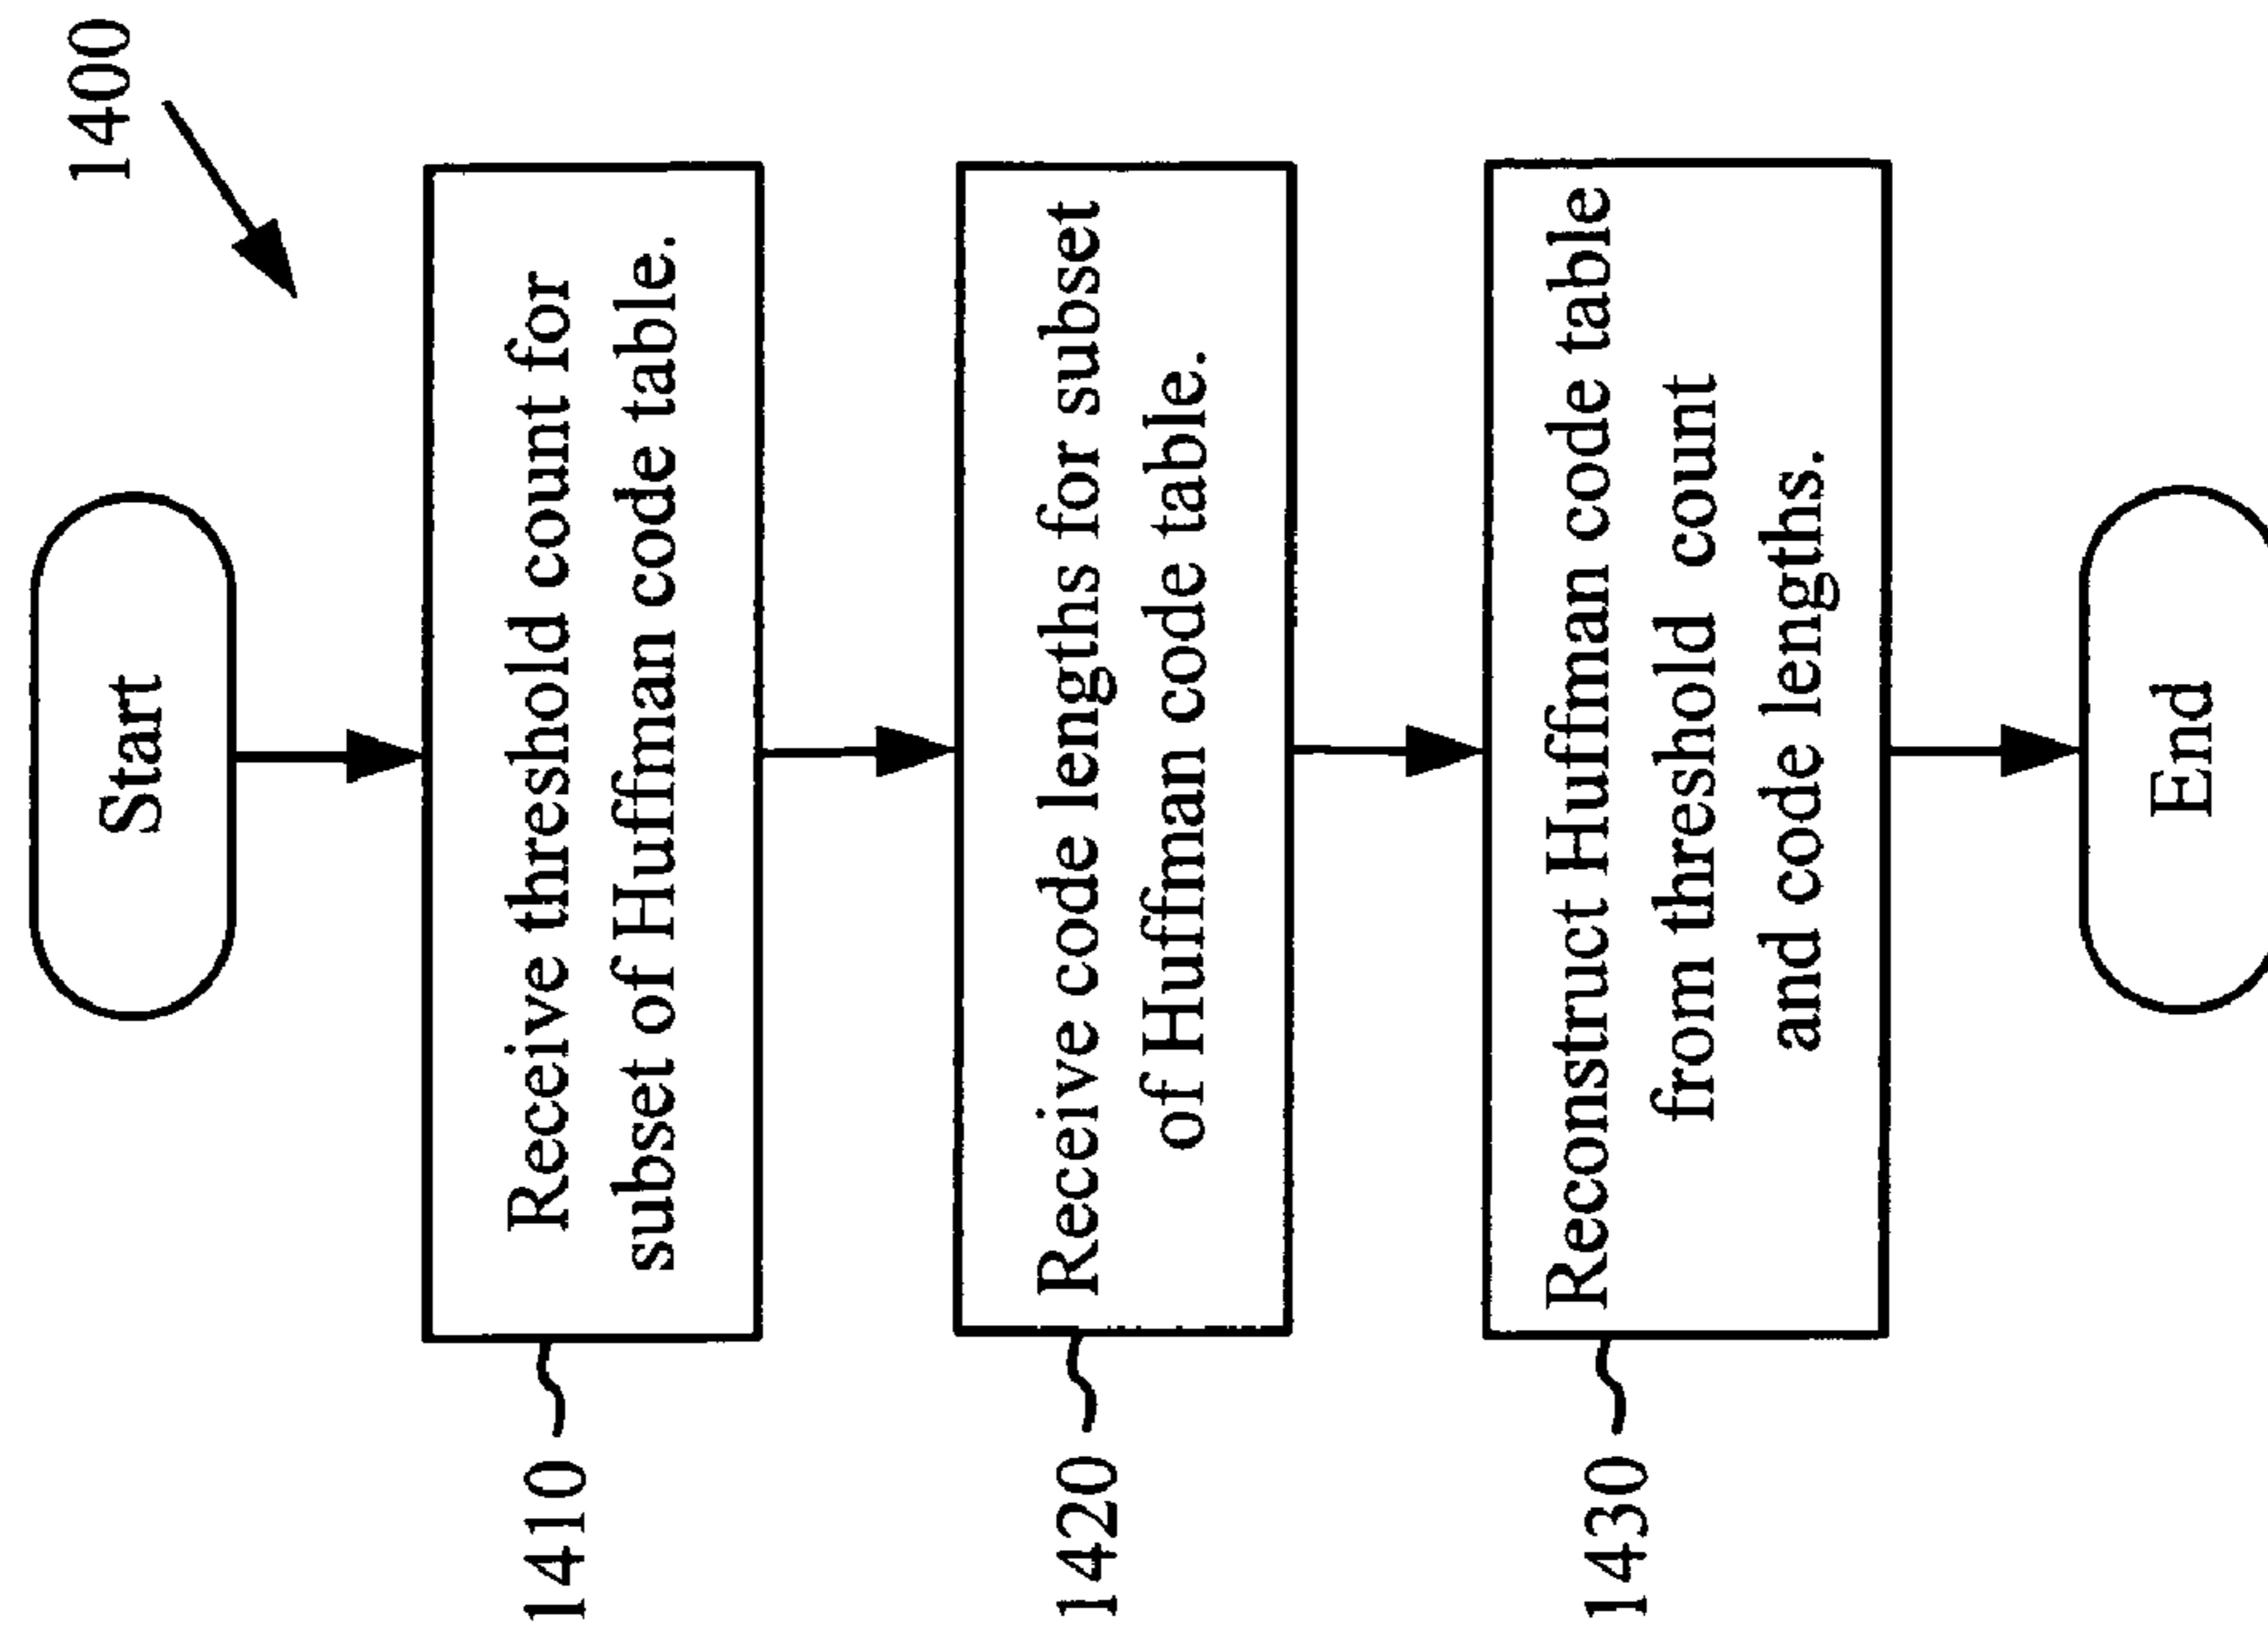 1400
Start
Receive threshold count for
subset of Huffman code table.
1410
Receive code lengths for subset
of Huffman code table.
1420
Reconstruct Huffman code table
from threshold count
and code lengths.
1430
End